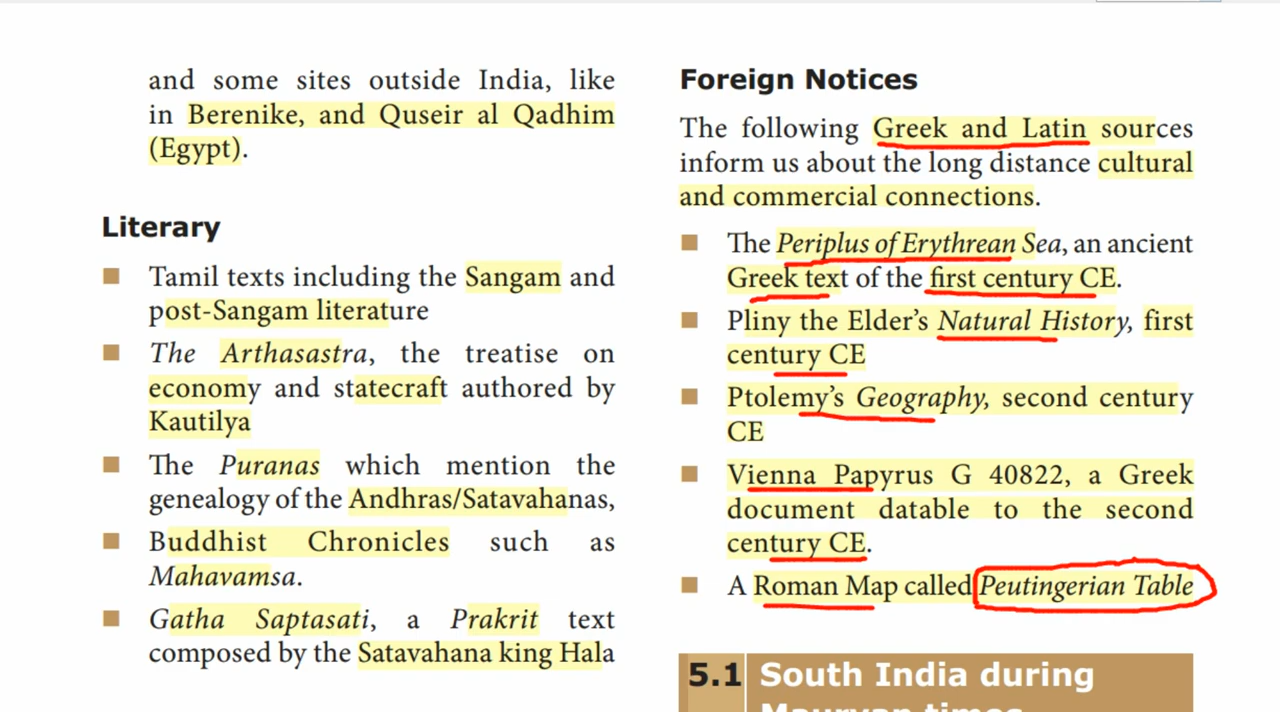 and some sites outside India, like
in Berenike, and Quseir al Qadhim
(Egypt).
Literary
Tamil texts including the Sangam and
post-Sangam literature
The Arthasastra, the treatise on
economy and statecraft authored by
Kautilya
The Puranas which mention the
genealogy of the Andhras/Satavahanas,
Buddhist Chronicles such as
Mahavamsa.
Gatha Saptasati, a Prakrit text
composed by the Satavahana king Hala
Foreign Notices
The following Greek and Latin sources
inform us about the long distance cultural
and commercial connections.
The Periplus of Erythrean Sea, an ancient
Greek text of the first century CE.
Pliny the Elder’s Natural History, first
century CE
Ptolemy’s Geography, second century
CE
Vienna Papyrus G 40822, a Greek
document datable to the second
century CE.
A Roman Map called Peutingerian Table
5.1 South India during
Mauryan times